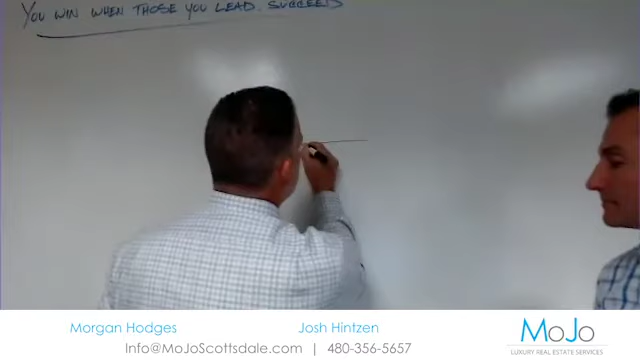 YOU WIN WHEN THOSE YOU LEAD SUCCEED
Morgan Hodges Josh Hintzen
Info@MoJoScottsdale.com | 480-356-5657
MoJo
LUXURY REAL ESTATE SERVICES